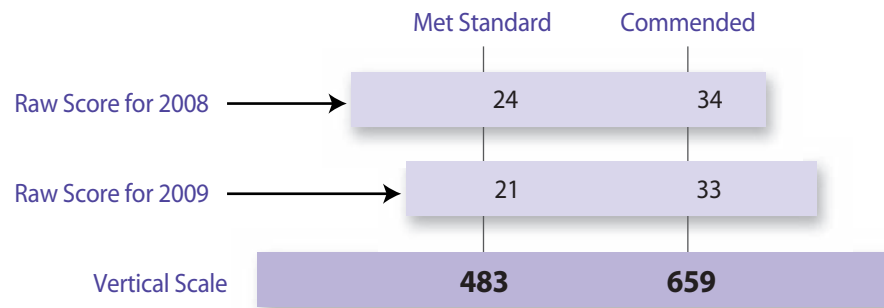 Met Standard Commended
Raw Score for 2008 24 34
Raw Score for 2009 21 33
Vertical Scale 483 659